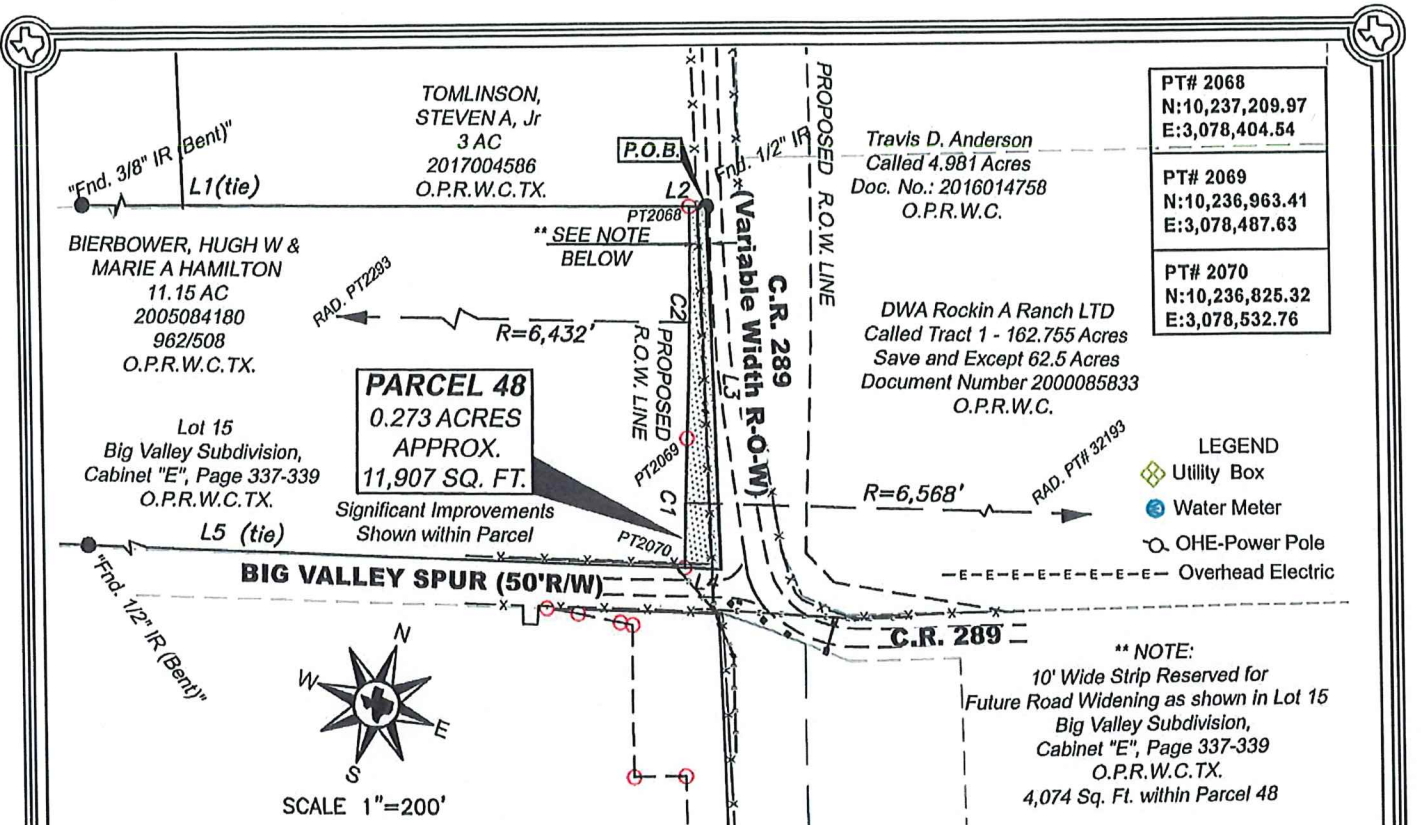 TOMLINSON,
STEVEN A, Jr
3 AC
2017004586
O.P.R.W.C.TX.
"Fnd. 3/8" IR (Bent)"
L1(tie)
P.O.B.
Fnd. 1/2" IR
L2
PT2068
PROPOSED R.O.W. LINE
Travis D. Anderson
Called 4.981 Acres
Doc. No.: 2016014758
O.P.R.W.C.
PT# 2068
N:10,237,209.97
E:3,078,404.54
PT# 2069
N:10,236,963.41
E:3,078,487.63
PT# 2070
N:10,236,825.32
E:3,078,532.76
BIERBOWER, HUGH W &
MARIE A HAMILTON
11.15 AC
2005084180
962/508
O.P.R.W.C.TX.
** SEE NOTE
BELOW
RAD. PT2293
R=6,432'
C2
PROPOSED
R.O.W. LINE
L3
C.R. 289
(Variable Width R-O-W)
DWA Rockin A Ranch LTD
Called Tract 1 - 162.755 Acres
Save and Except 62.5 Acres
Document Number 2000085833
O.P.R.W.C.
PARCEL 48
0.273 ACRES
APPROX.
11,907 SQ. FT.
Significant Improvements
Shown within Parcel
PT2069
C1
PT2070
R=6,568'
RAD. PT# 32193
Lot 15
Big Valley Subdivision,
Cabinet "E", Page 337-339
O.P.R.W.C.TX.
L5 (tie)
"Fnd. 1/2" IR (Bent)"
BIG VALLEY SPUR (50'R/W)
L4
C.R. 289
LEGEND
Utility Box
Water Meter
OHE-Power Pole
E-E-E-E-E-E-E Overhead Electric
N
W
E
S
SCALE 1"=200'
** NOTE:
10' Wide Strip Reserved for
Future Road Widening as shown in Lot 15
Big Valley Subdivision,
Cabinet "E", Page 337-339
O.P.R.W.C.TX.
4,074 Sq. Ft. within Parcel 48